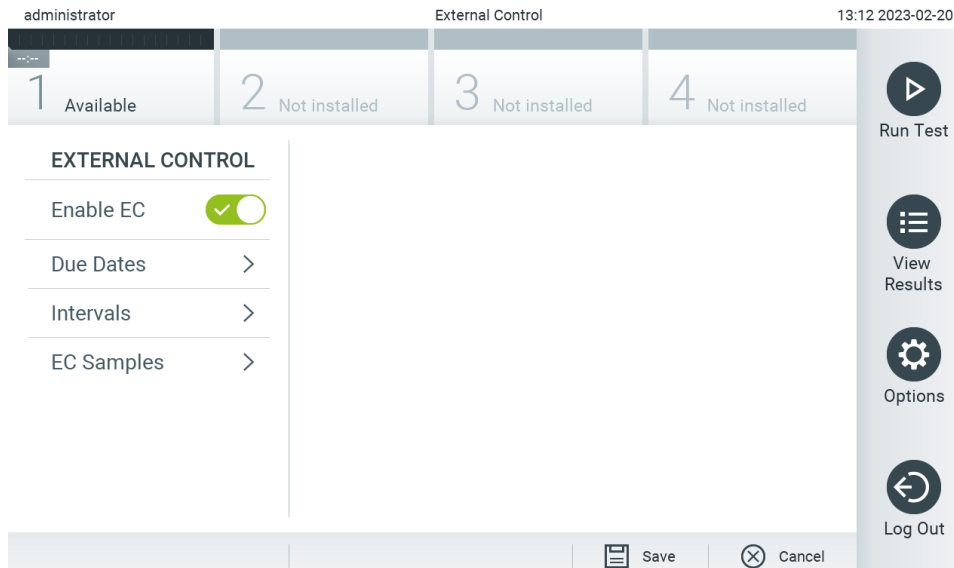 administrator External Control 13:12 2023-02-20
--:--
1 Available 2 Not installed 3 Not installed 4 Not installed
Run Test
EXTERNAL CONTROL
Enable EC
Due Dates
Intervals
EC Samples
View
Results
Options
Log Out
Save Cancel